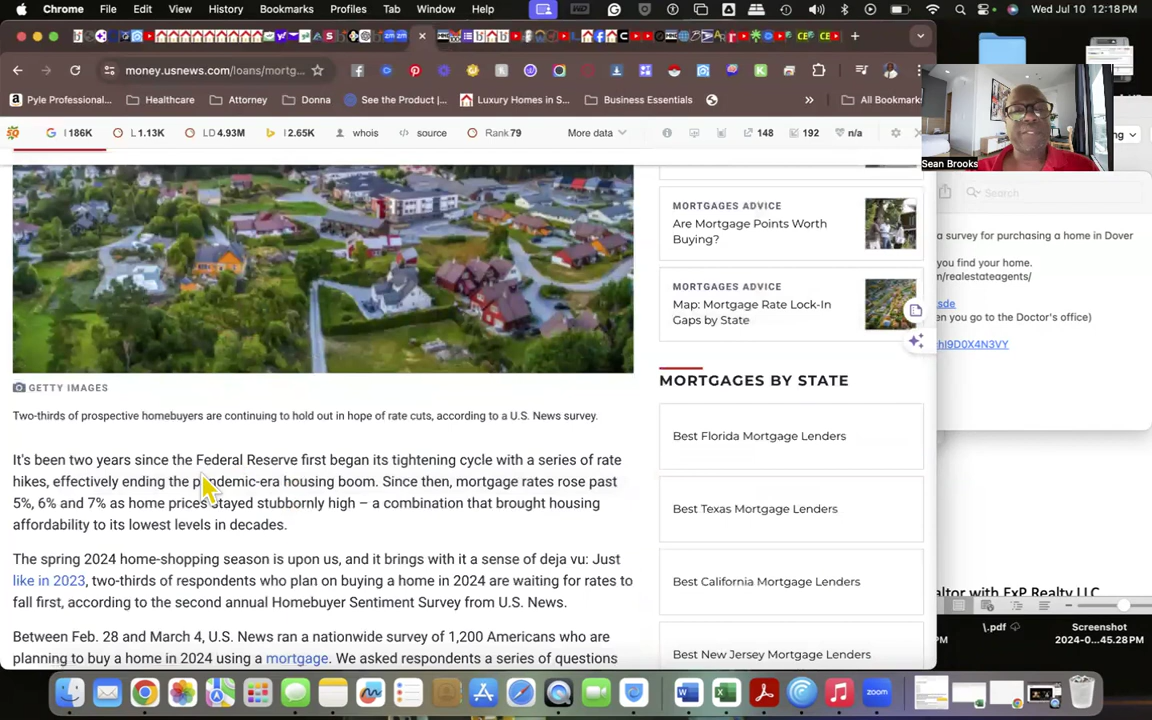 Chrome File Edit View History Bookmarks Profiles Tab Window Help Wed Jul 10 12:18 PM
money.usnews.com/loans/mortg...
Pyle Professional... Healthcare Attorney Donna See the Product |... Luxury Homes in S... Business Essentials » All Bookmarks
I 186K L 1.13K LD 4.93M I 2.65K whois source Rank 79 More data 148 192 n/a
Sean Brooks
Search
MORTGAGES ADVICE
Are Mortgage Points Worth
Buying?
MORTGAGES ADVICE
Map: Mortgage Rate Lock-In
Gaps by State
a survey for purchasing a home in Dover
you find your home.
m/realestateagents/
sde
en you go to the Doctor's office)
hI9D0X4N3VY
GETTY IMAGES
Two-thirds of prospective homebuyers are continuing to hold out in hope of rate cuts, according to a U.S. News survey.
It's been two years since the Federal Reserve first began its tightening cycle with a series of rate
hikes, effectively ending the pandemic-era housing boom. Since then, mortgage rates rose past
5%, 6% and 7% as home prices stayed stubbornly high – a combination that brought housing
affordability to its lowest levels in decades.
The spring 2024 home-shopping season is upon us, and it brings with it a sense of deja vu: Just
like in 2023, two-thirds of respondents who plan on buying a home in 2024 are waiting for rates to
fall first, according to the second annual Homebuyer Sentiment Survey from U.S. News.
Between Feb. 28 and March 4, U.S. News ran a nationwide survey of 1,200 Americans who are
planning to buy a home in 2024 using a mortgage. We asked respondents a series of questions
MORTGAGES BY STATE
Best Florida Mortgage Lenders
Best Texas Mortgage Lenders
Best California Mortgage Lenders
Best New Jersey Mortgage Lenders
altor with ExP Realty LLC
\.pdf
PM
Screenshot
2024-0...45.28PM
zoom